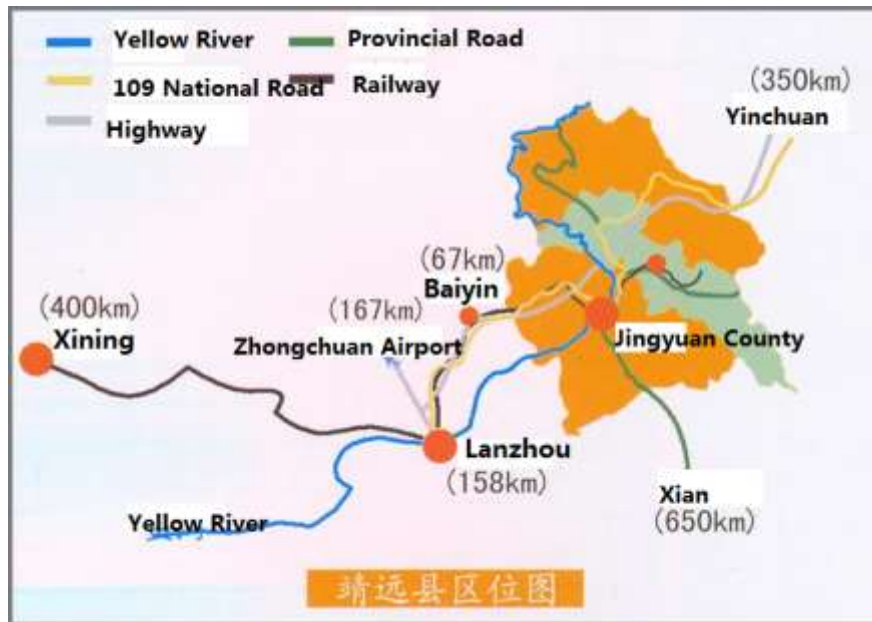 Yellow River
Provincial Road
109 National Road
Railway
Highway
(350km)
Yinchuan
(67km)
Baiyin
(400km)
Xining
(167km)
Zhongchuan Airport
Jingyuan County
Lanzhou
(158km)
Xian
(650km)
Yellow River
靖远县区位图